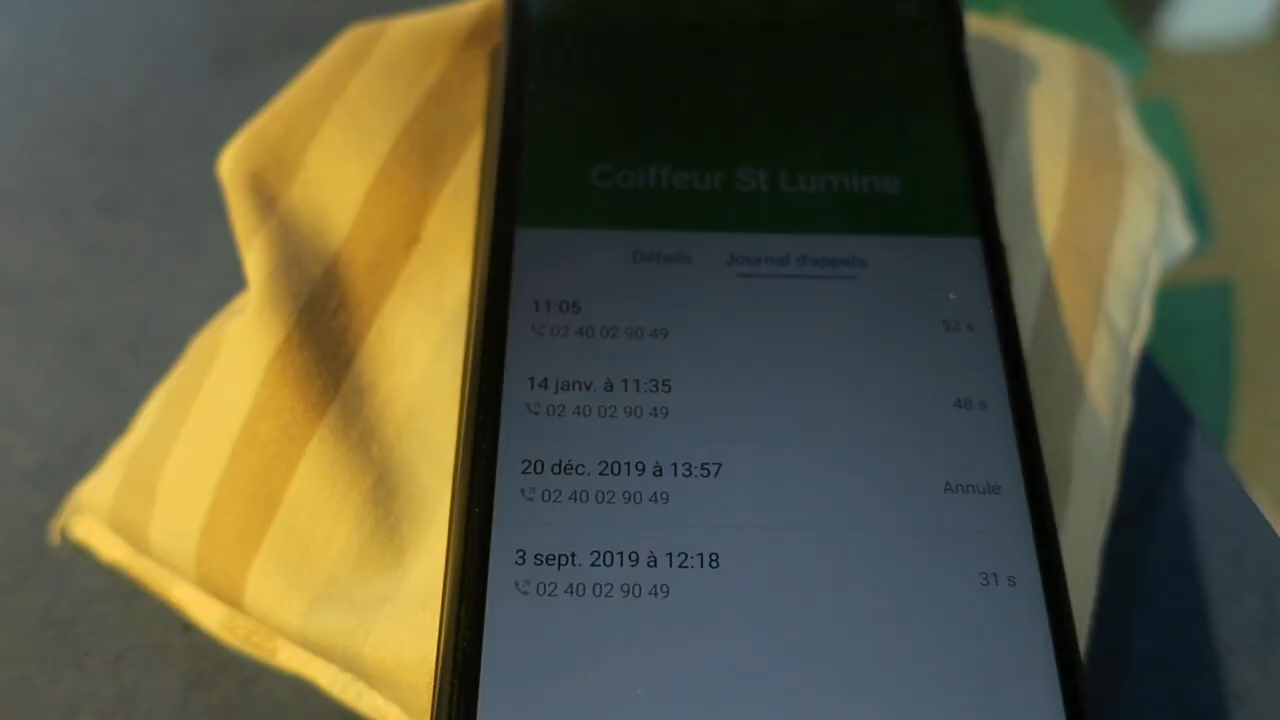 Coiffeur St Lumine
Détails Journal d'appels
11:05
02 40 02 90 49 33 s
14 janv. à 11:35
02 40 02 90 49 48 s
20 déc. 2019 à 13:57
02 40 02 90 49 Annulé
3 sept. 2019 à 12:18
02 40 02 90 49 31 s